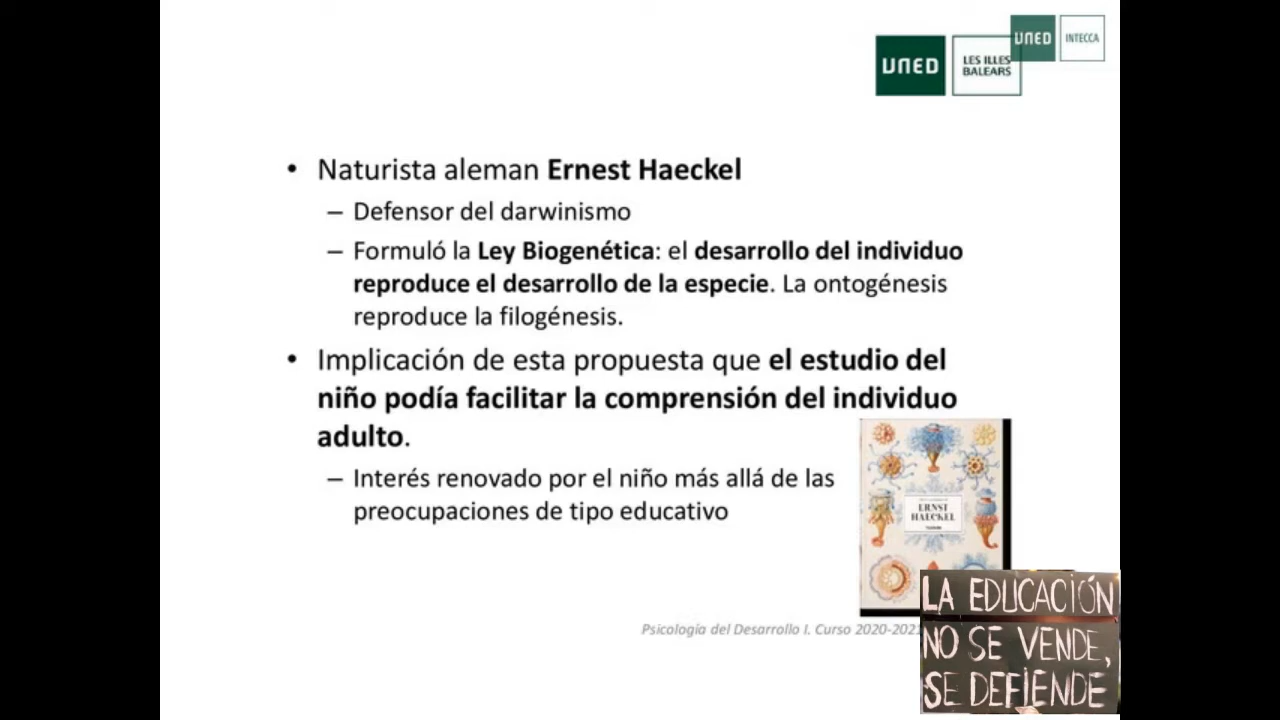 UNED
INTECCA
UNED
LES ILLES
BALEARS
• Naturista aleman Ernest Haeckel
– Defensor del darwinismo
– Formuló la Ley Biogenética: el desarrollo del individuo
reproduce el desarrollo de la especie. La ontogénesis
reproduce la filogénesis.
• Implicación de esta propuesta que el estudio del
niño podía facilitar la comprensión del individuo
adulto.
– Interés renovado por el niño más allá de las
preocupaciones de tipo educativo
ERNST
HAECKEL
Psicología del Desarrollo I. Curso 2020-2021
LA EDUCACIÓN
NO SE VENDE,
SE DEFIENDE